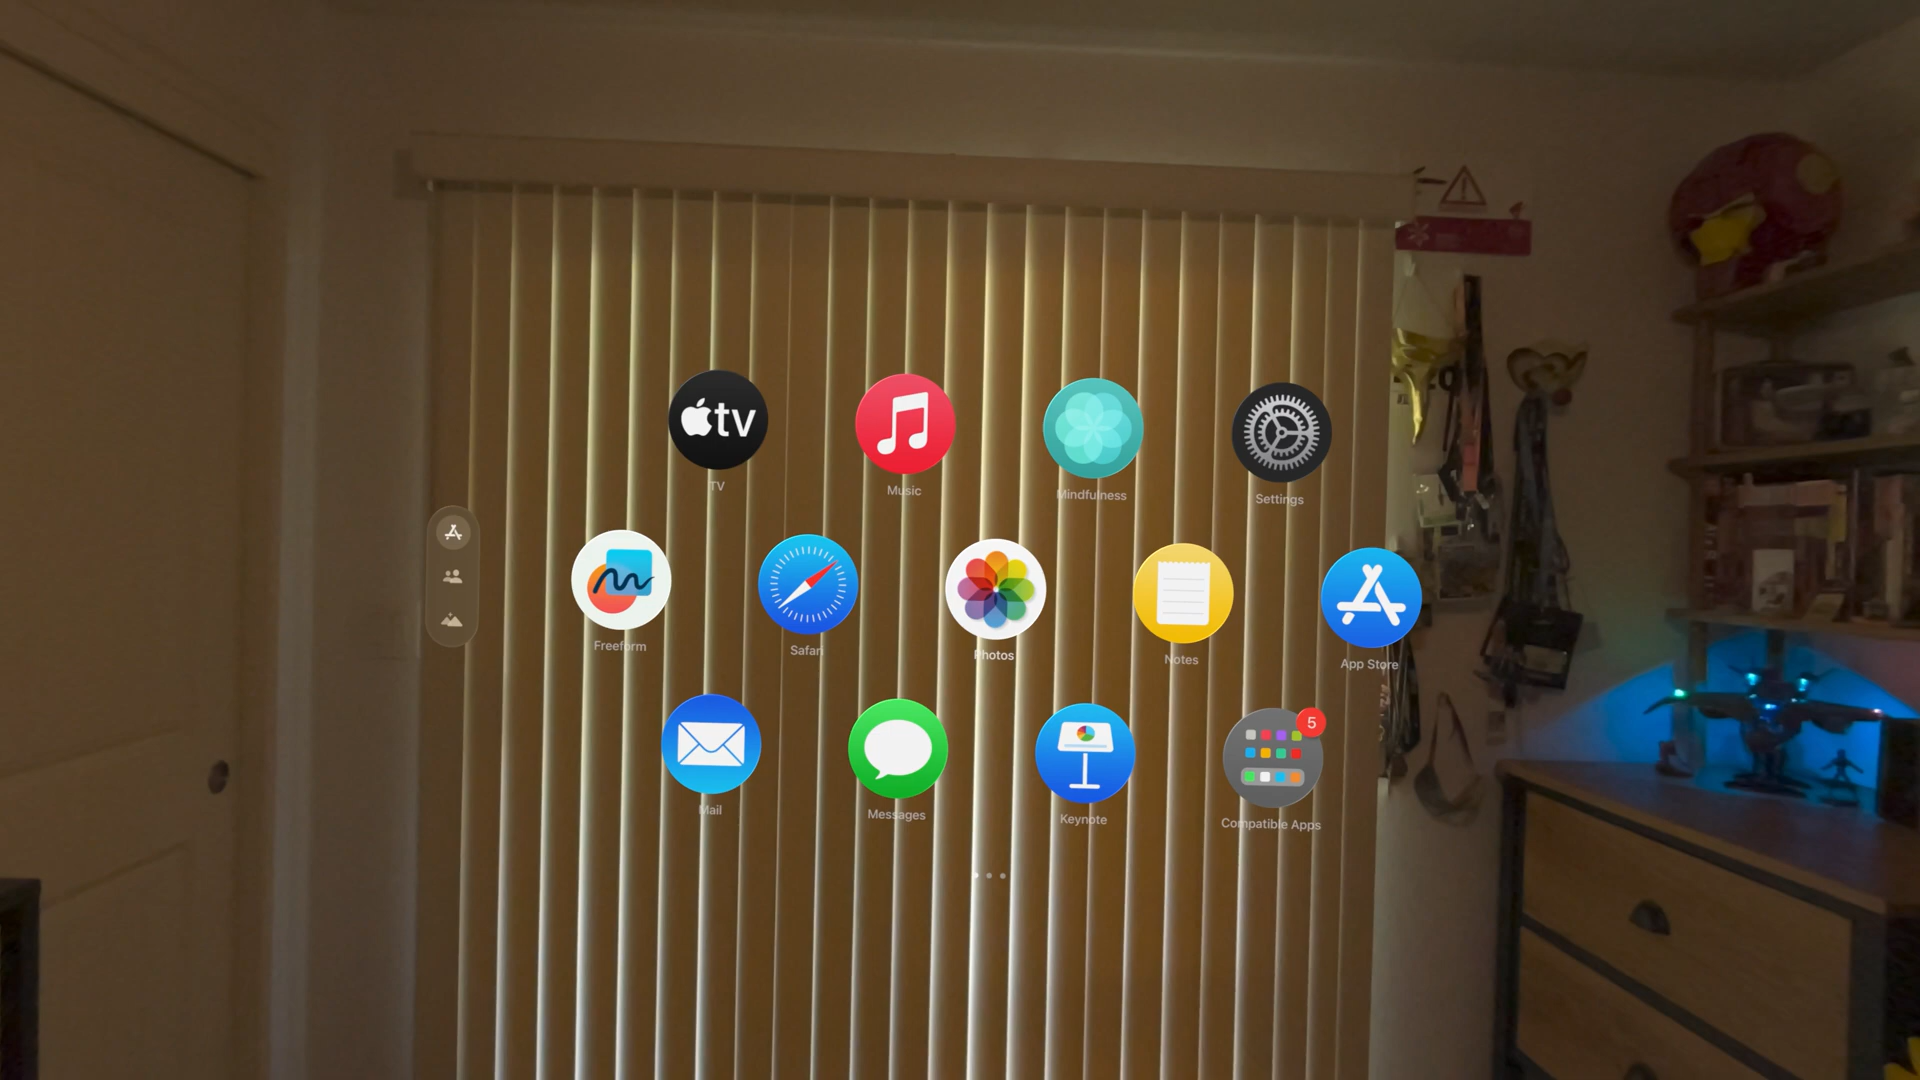 tv
TV
Music
Mindfulness
Settings
Freeform
Safari
Photos
Notes
App Store
5
Mail
Messages
Keynote
Compatible Apps